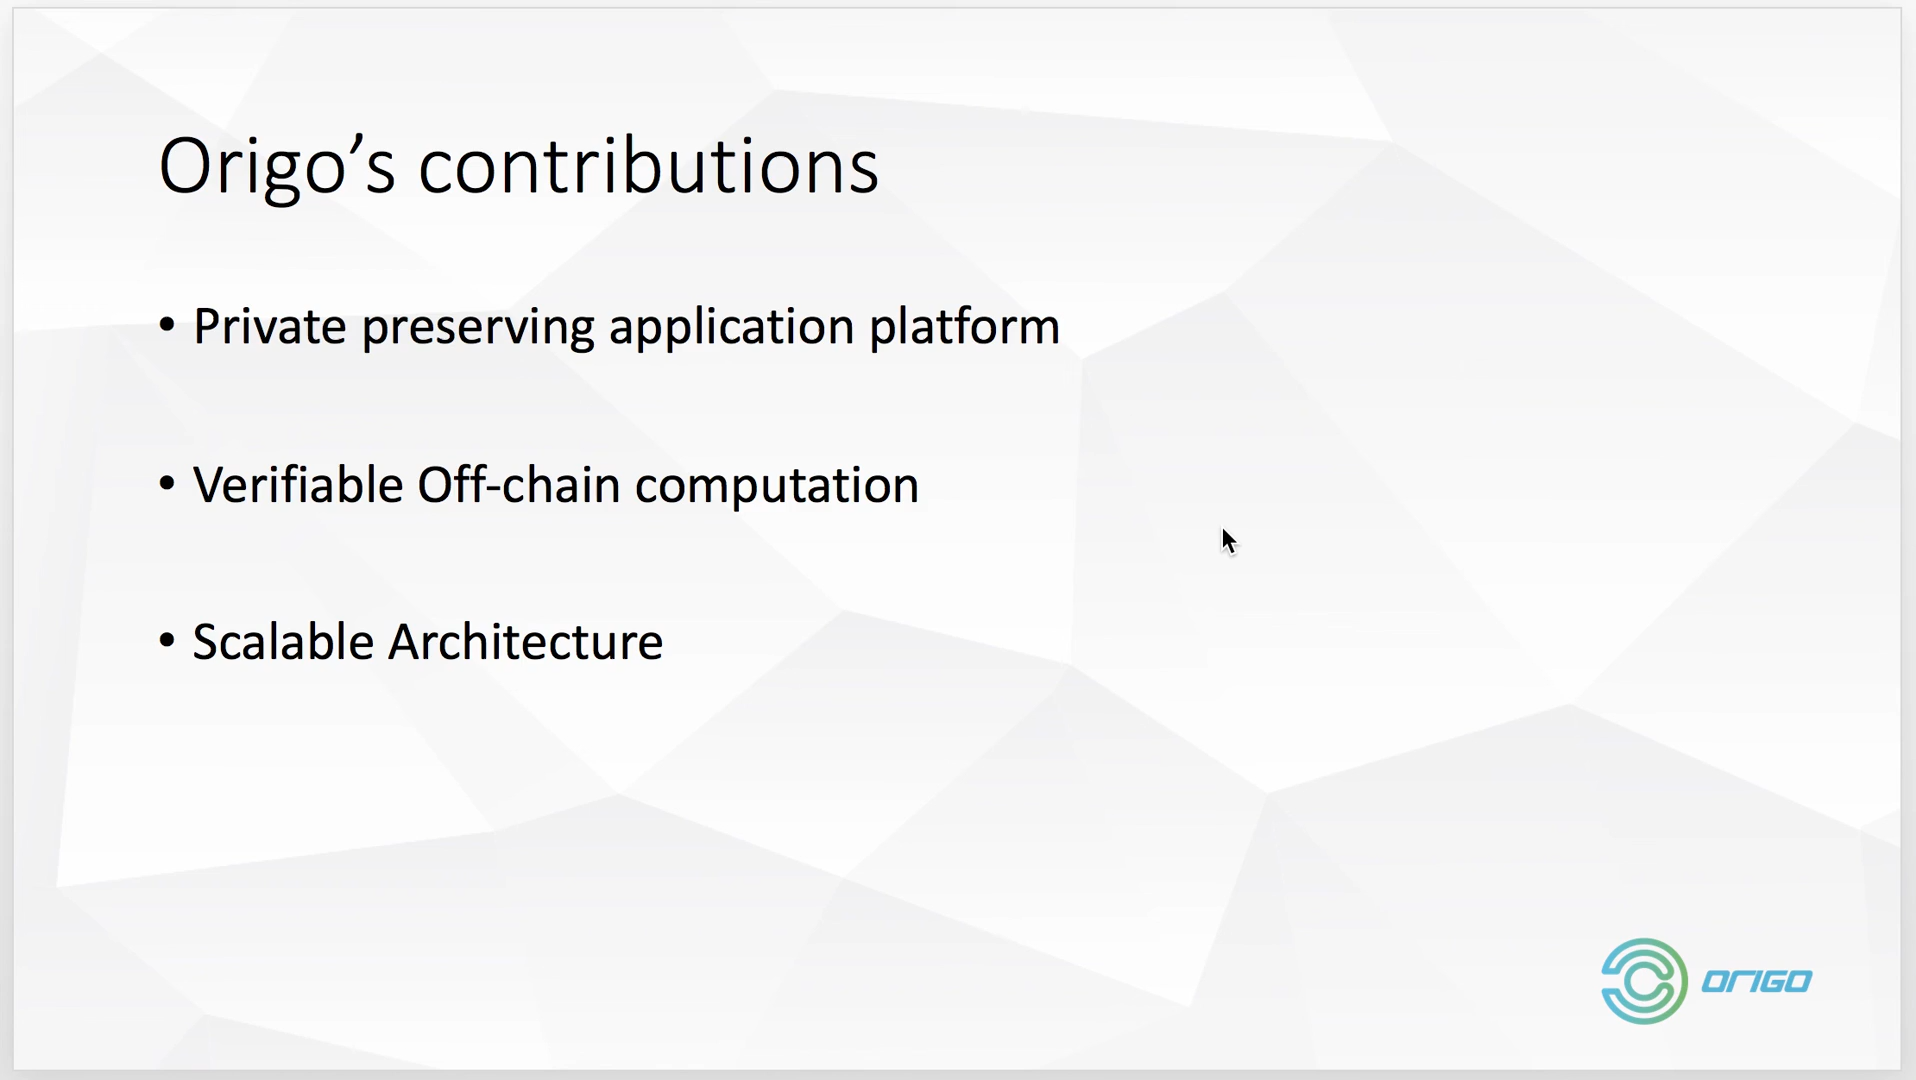 Origo’s contributions
• Private preserving application platform
• Verifiable Off-chain computation
• Scalable Architecture
ORIGO